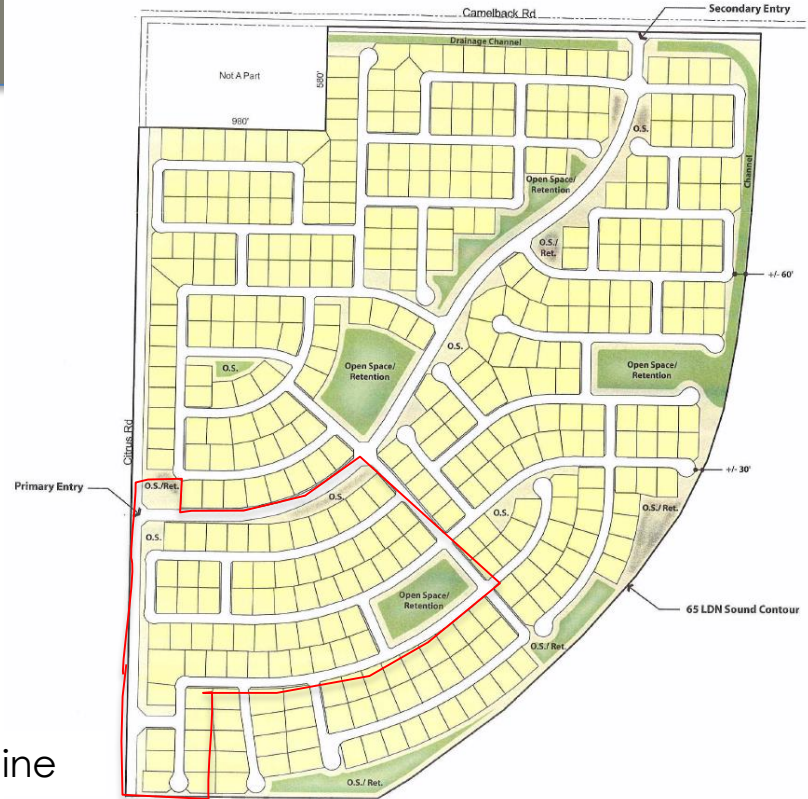 Camelback Rd
Secondary Entry
Drainage Channel
Not A Part
580'
980'
O.S.
Channel
Open Space/
Retention
O.S./
Ret.
+/- 60'
O.S.
Open Space/
Retention
O.S.
Open Space/
Retention
Citrus Rd
+/- 30'
Primary Entry
O.S./Ret.
O.S.
O.S.
O.S./ Ret.
O.S.
Open Space/
Retention
65 LDN Sound Contour
O.S./ Ret.
ine
O.S./ Ret.